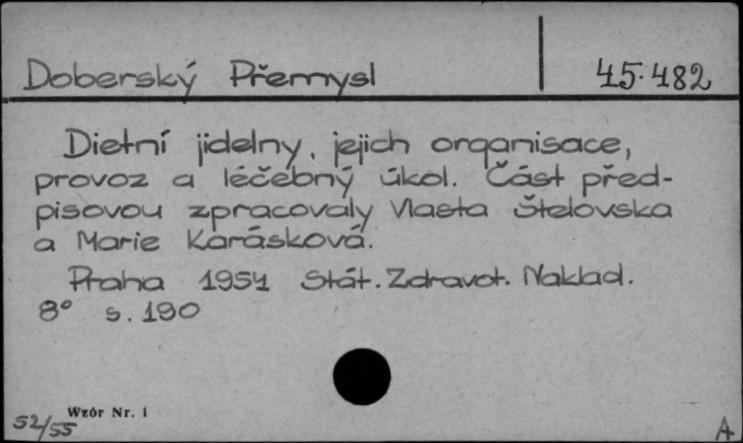 Doberský Přemysl 45.482
Dietní jidelny, jejich organisace,
provoz a léčebný úkol. Část před-
pisovou zpracovaly Vlasta Štelovska
a Marie Karásková.
Praha 1954 Stát. Zdravot. Naklad.
8° s. 190
Wzór Nr. 1
52/55
A